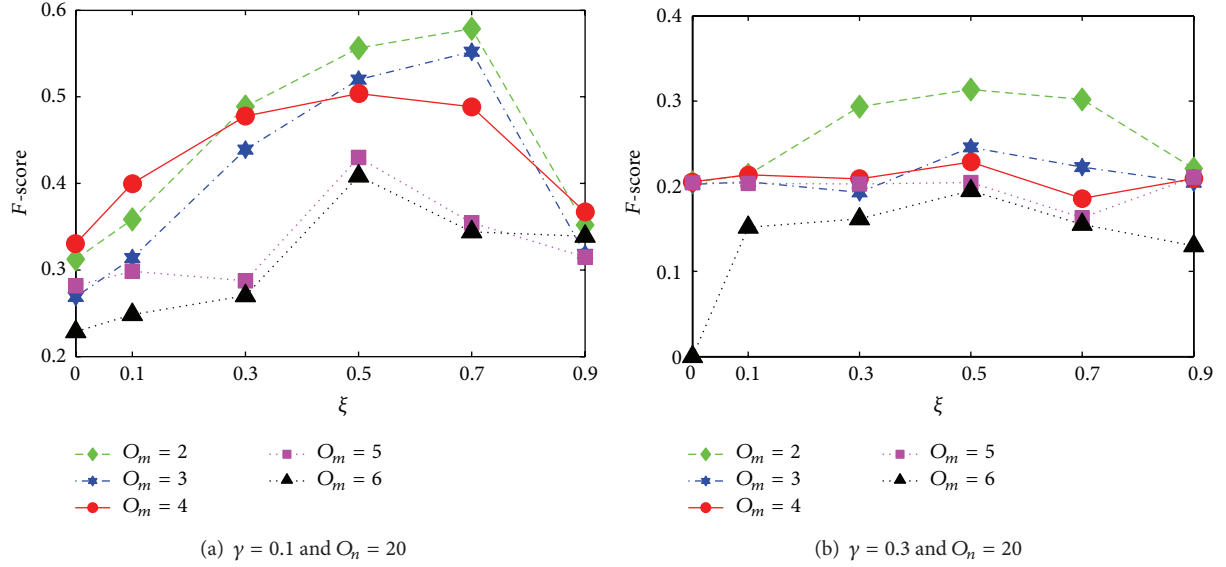 0.6
0.5
0.4
0.3
0.2
F-score
0 0.1 0.3 0.5 0.7 0.9
ξ
O_m = 2
O_m = 3
O_m = 4
O_m = 5
O_m = 6
(a) γ = 0.1 and O_n = 20
0.4
0.3
0.2
0.1
0
F-score
0 0.1 0.3 0.5 0.7 0.9
ξ
O_m = 2
O_m = 3
O_m = 4
O_m = 5
O_m = 6
(b) γ = 0.3 and O_n = 20